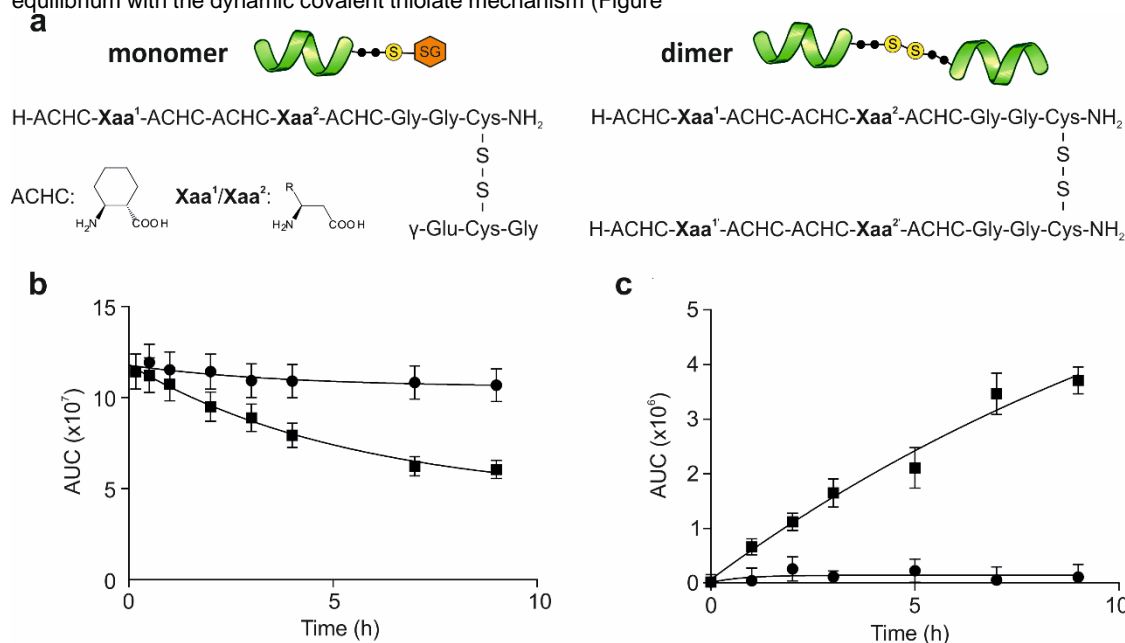 equilibrium with the dynamic covalent thiolate mechanism (Figure
a
monomer
S
SG
dimer
S
S
H-ACHC-Xaa¹-ACHC-ACHC-Xaa²-ACHC-Gly-Gly-Cys-NH₂
S
S
γ-Glu-Cys-Gly
H-ACHC-Xaa¹-ACHC-ACHC-Xaa²-ACHC-Gly-Gly-Cys-NH₂
S
S
H-ACHC-Xaa¹'-ACHC-ACHC-Xaa²'-ACHC-Gly-Gly-Cys-NH₂
ACHC:
H₂N
COOH
Xaa¹/Xaa²:
R
H₂N
COOH
b
15
10
5
0
AUC (x10⁷)
0
5
10
Time (h)
c
5
4
3
2
1
0
AUC (x10⁶)
0
5
10
Time (h)